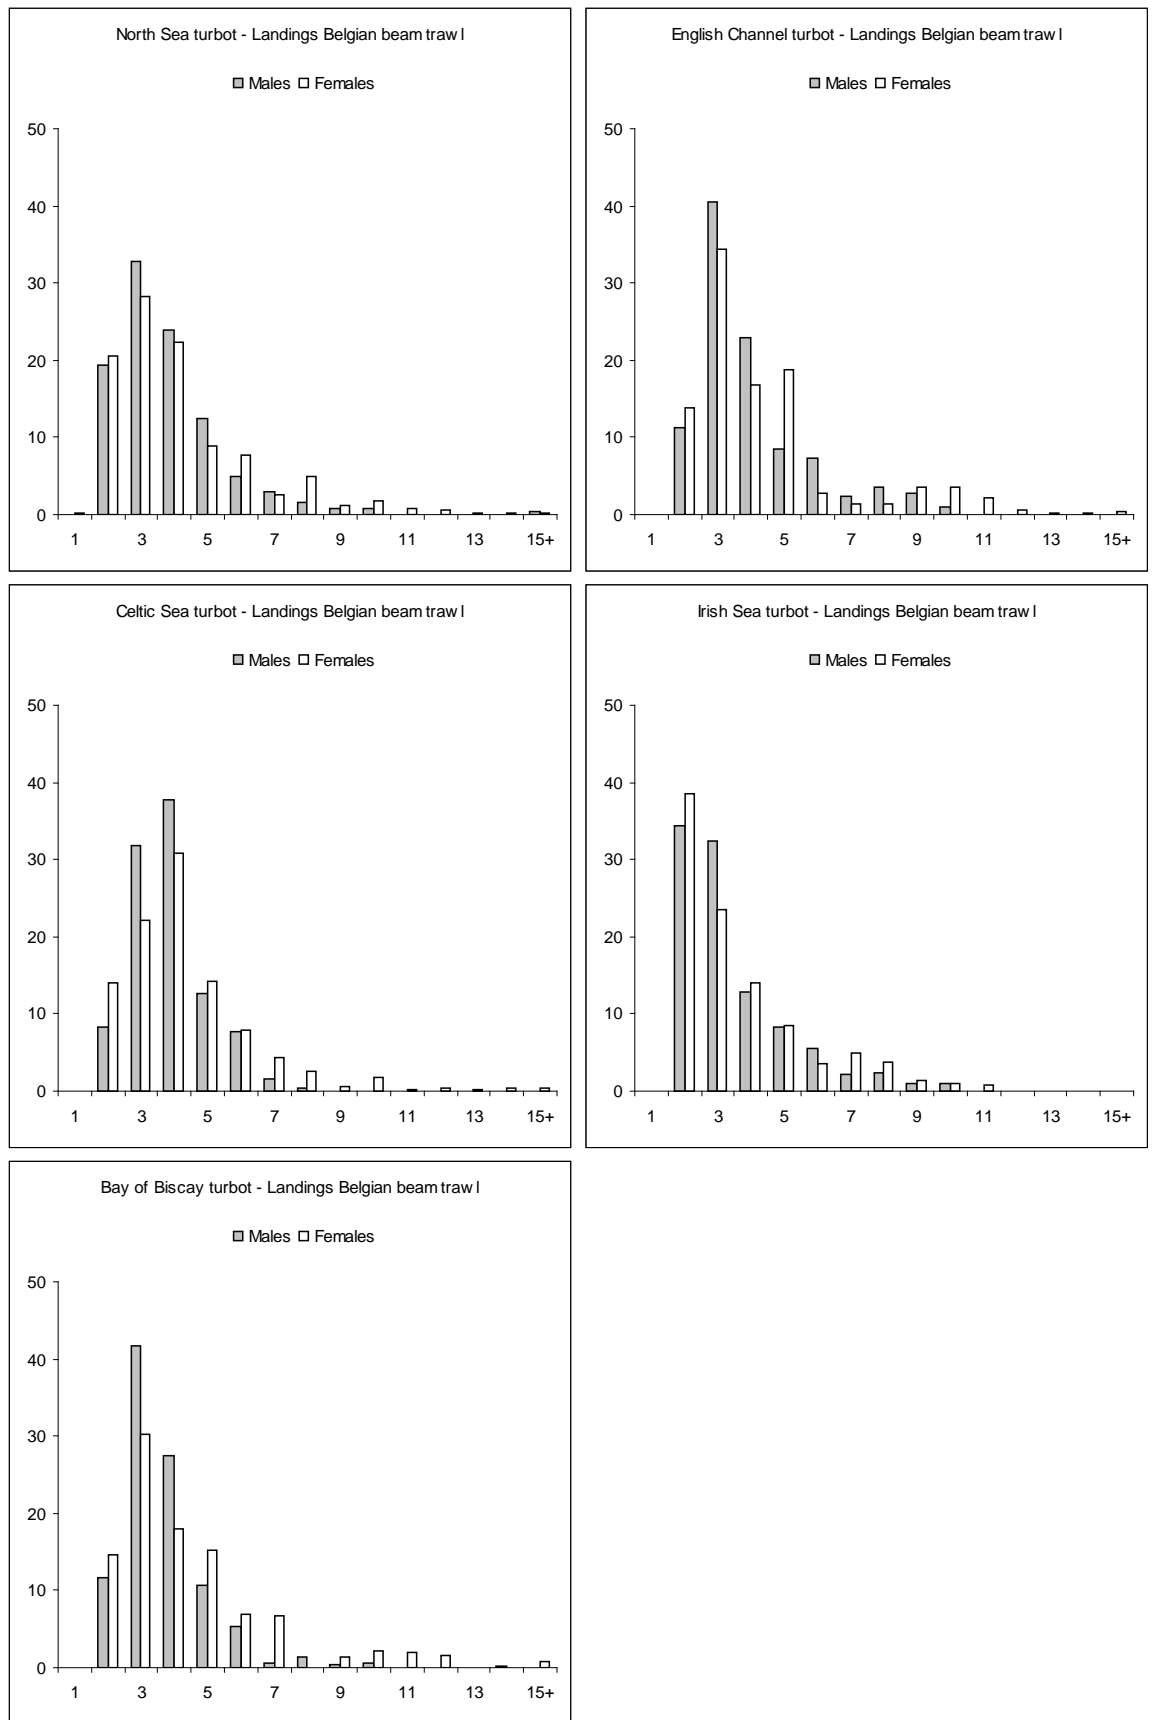 North Sea turbot - Landings Belgian beam trawl
Males Females
50
40
30
20
10
0
1 3 5 7 9 11 13 15+
English Channel turbot - Landings Belgian beam trawl
Males Females
50
40
30
20
10
0
1 3 5 7 9 11 13 15+
Celtic Sea turbot - Landings Belgian beam trawl
Males Females
50
40
30
20
10
0
1 3 5 7 9 11 13 15+
Irish Sea turbot - Landings Belgian beam trawl
Males Females
50
40
30
20
10
0
1 3 5 7 9 11 13 15+
Bay of Biscay turbot - Landings Belgian beam trawl
Males Females
50
40
30
20
10
0
1 3 5 7 9 11 13 15+